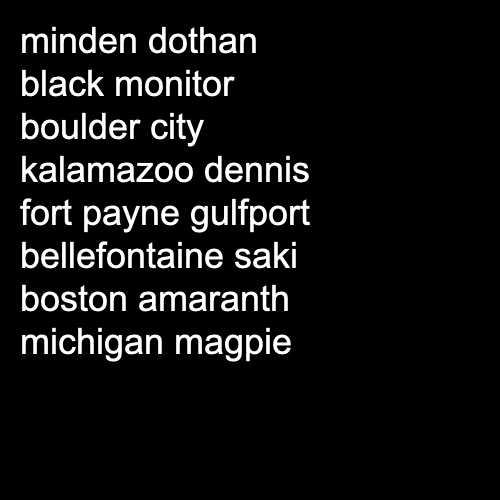 minden dothan
black monitor
boulder city
kalamazoo dennis
fort payne gulfport
bellefontaine saki
boston amaranth
michigan magpie